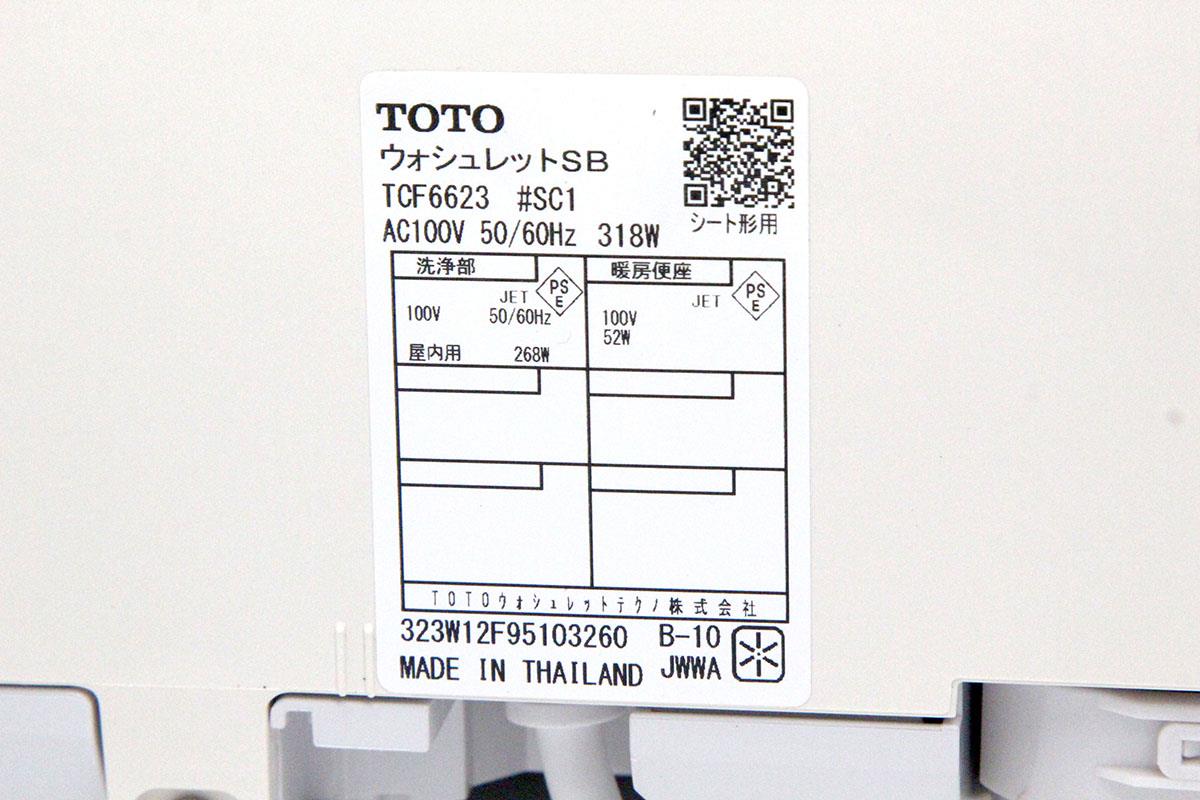 TOTO
ウォシュレットSB
TCF6623 #SC1
AC100V 50/60Hz 318W
シート形用
洗浄部
JET
PS
E
100V 50/60Hz
屋内用 268W
暖房便座
JET
PS
E
100V
52W
TOTOウォシュレットテクノ株式会社
323W12F95103260 B-10
MADE IN THAILAND JWWA